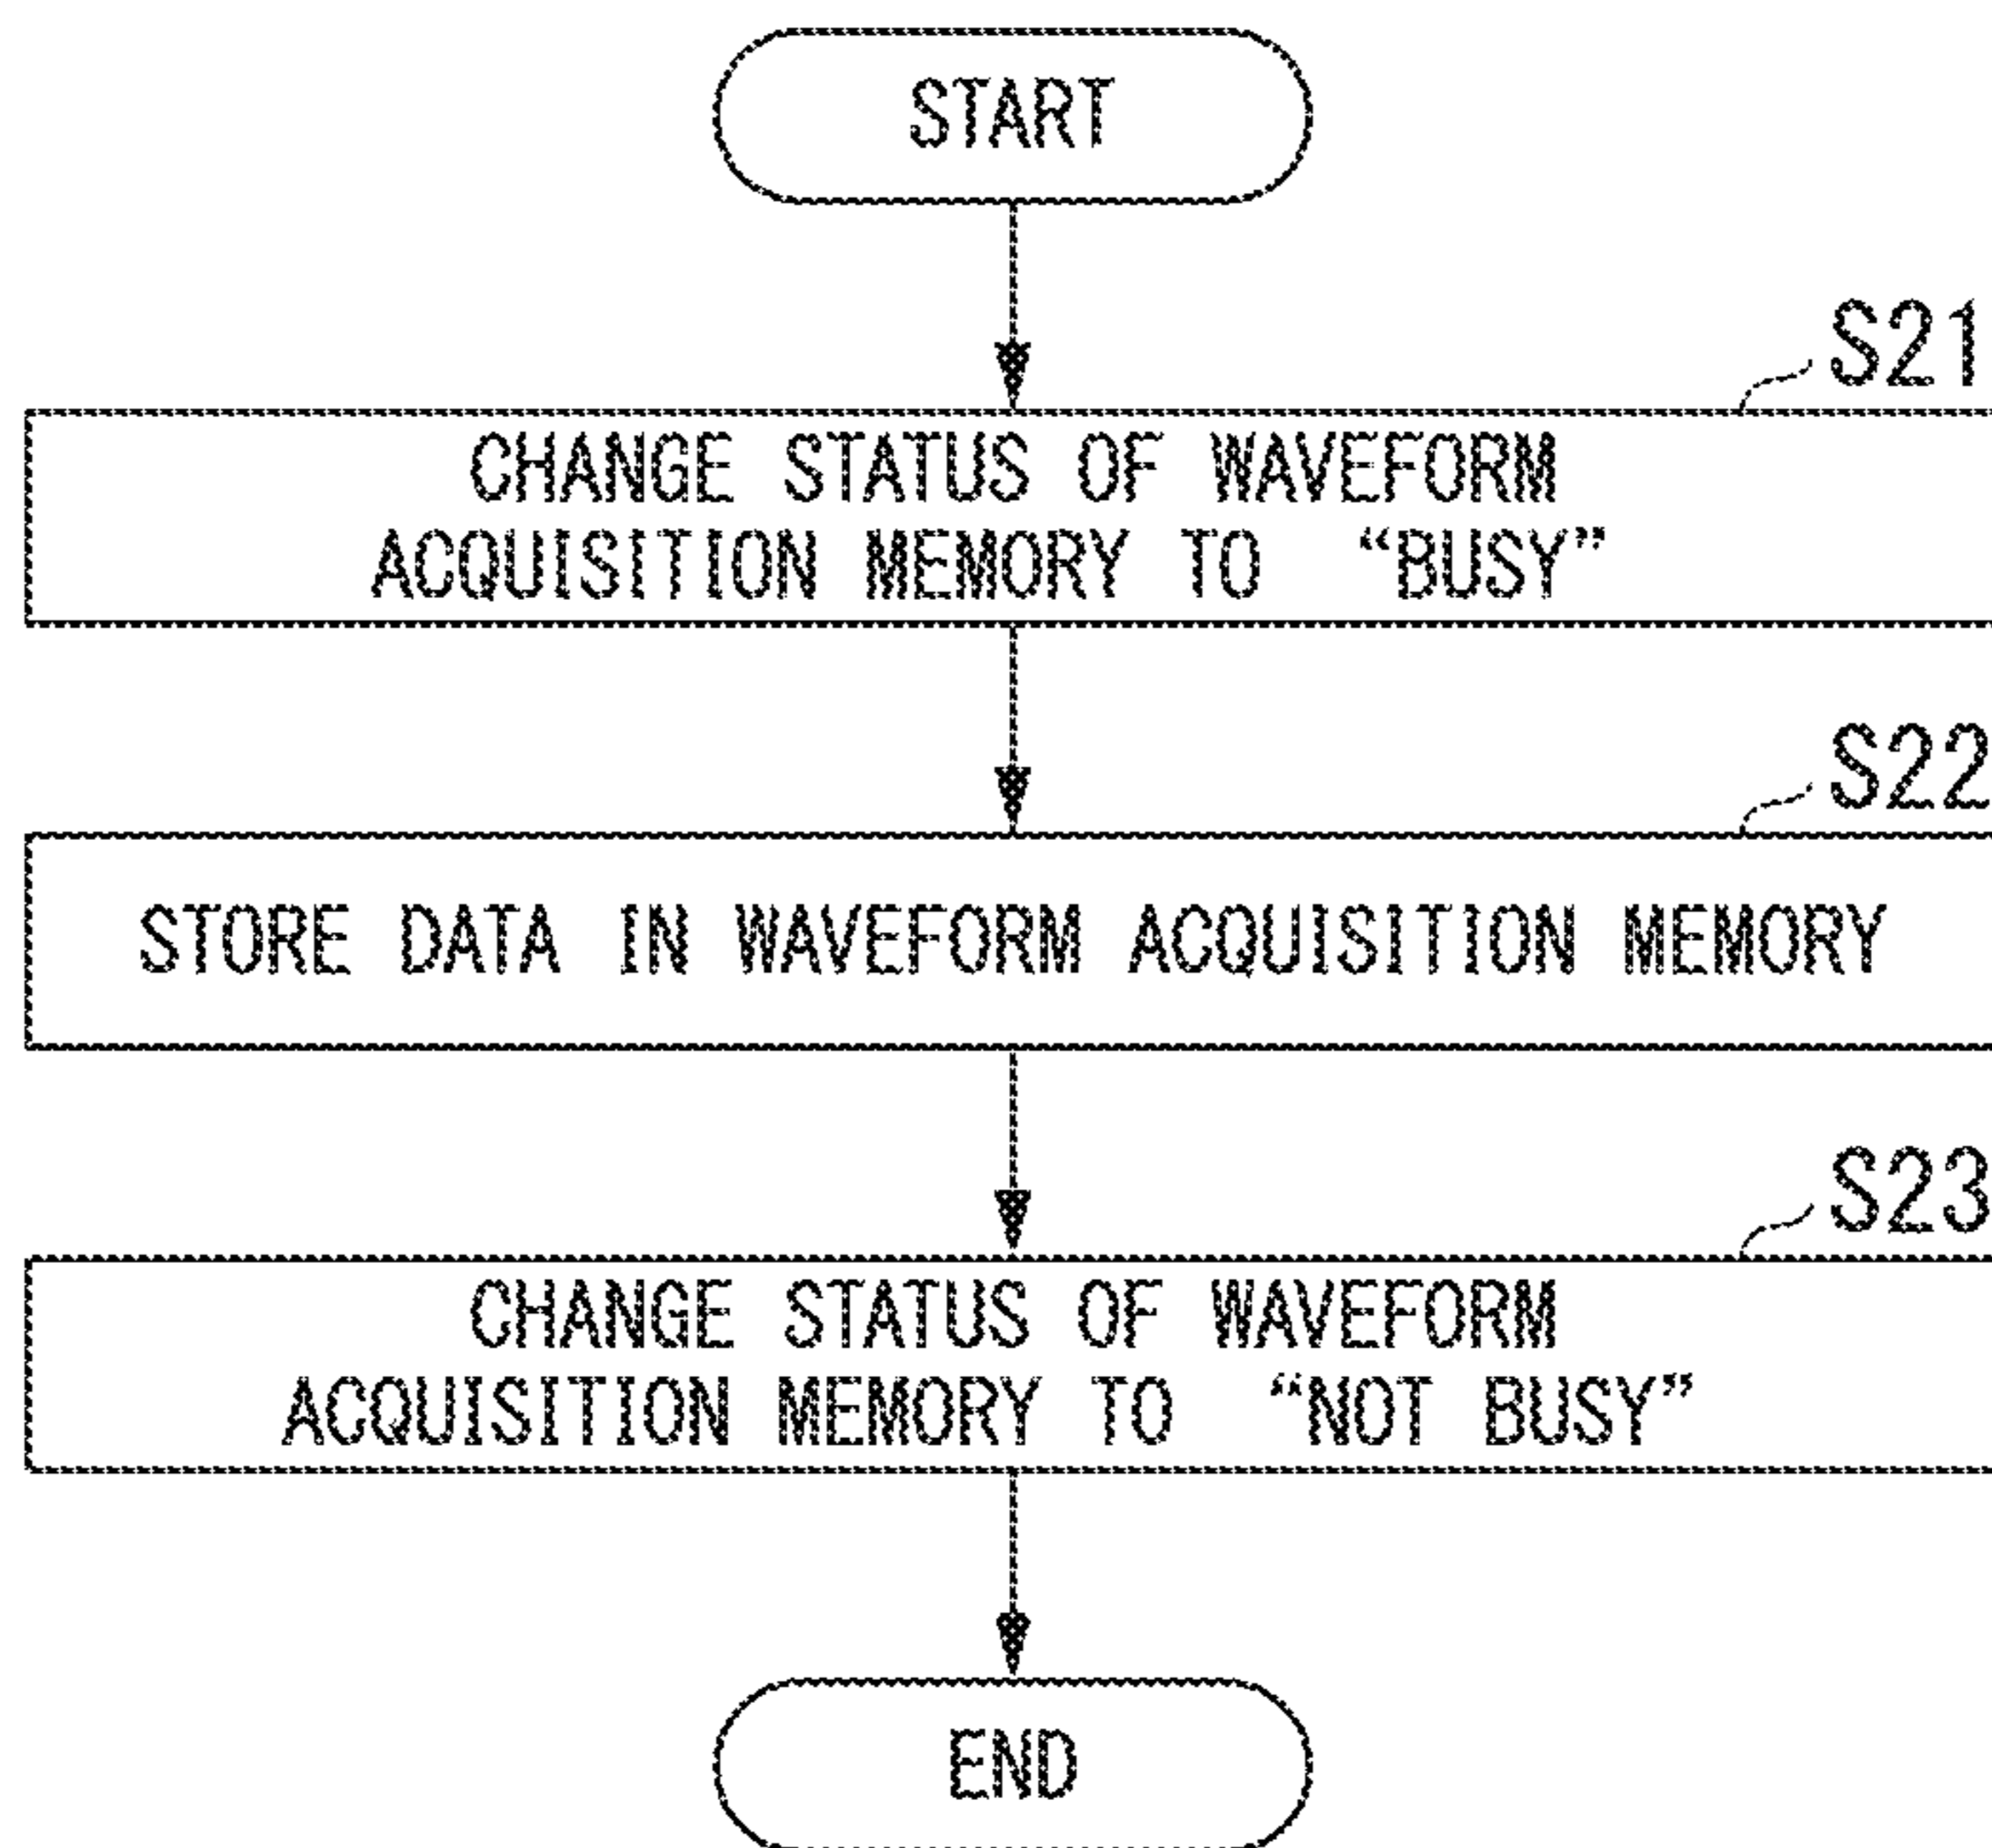 START
S21
CHANGE STATUS OF WAVEFORM
ACQUISITION MEMORY TO “BUSY”
S22
STORE DATA IN WAVEFORM ACQUISITION MEMORY
S23
CHANGE STATUS OF WAVEFORM
ACQUISITION MEMORY TO “NOT BUSY”
END